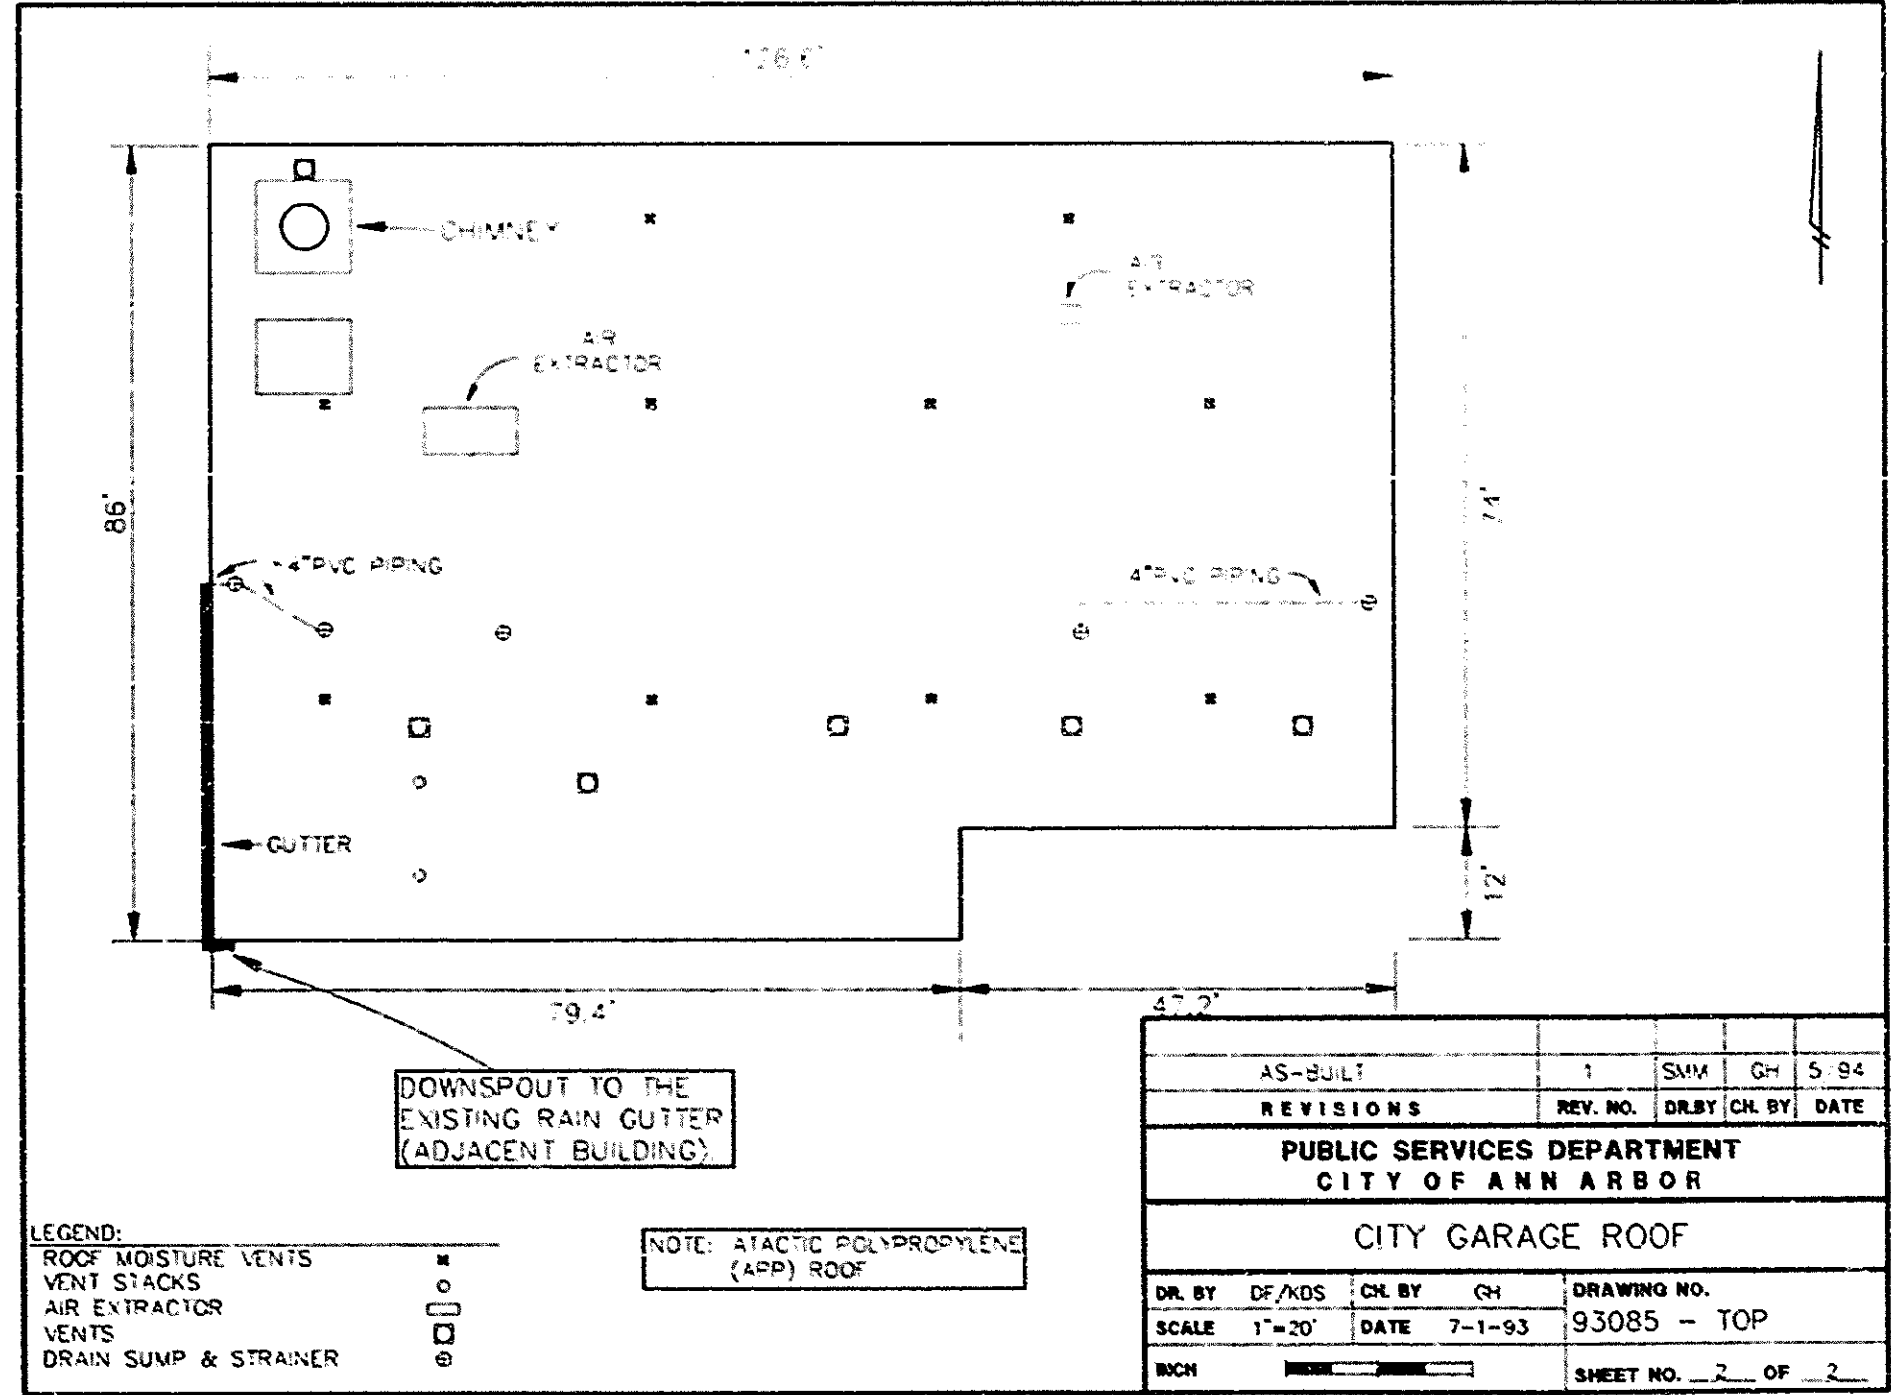 126.6'
CHIMNEY
AIR
EXTRACTOR
AIR
EXTRACTOR
86'
74'
4"PVC PIPING
4"PVC PIPING
GUTTER
12'
79.4'
47.2'
DOWNSPOUT TO THE
EXISTING RAIN GUTTER
(ADJACENT BUILDING).
AS-BUILT 1 SMM GH 5/94
REVISIONS REV. NO. DR.BY CH. BY DATE
PUBLIC SERVICES DEPARTMENT
CITY OF ANN ARBOR
CITY GARAGE ROOF
DR. BY DF/KDS CH. BY GH DRAWING NO.
93085 - TOP
SCALE 1"=20' DATE 7-1-93
INCH
SHEET NO. 2 OF 2
LEGEND:
ROOF MOISTURE VENTS
VENT STACKS
AIR EXTRACTOR
VENTS
DRAIN SUMP & STRAINER
NOTE: ATACTIC POLYPROPYLENE
(APP) ROOF